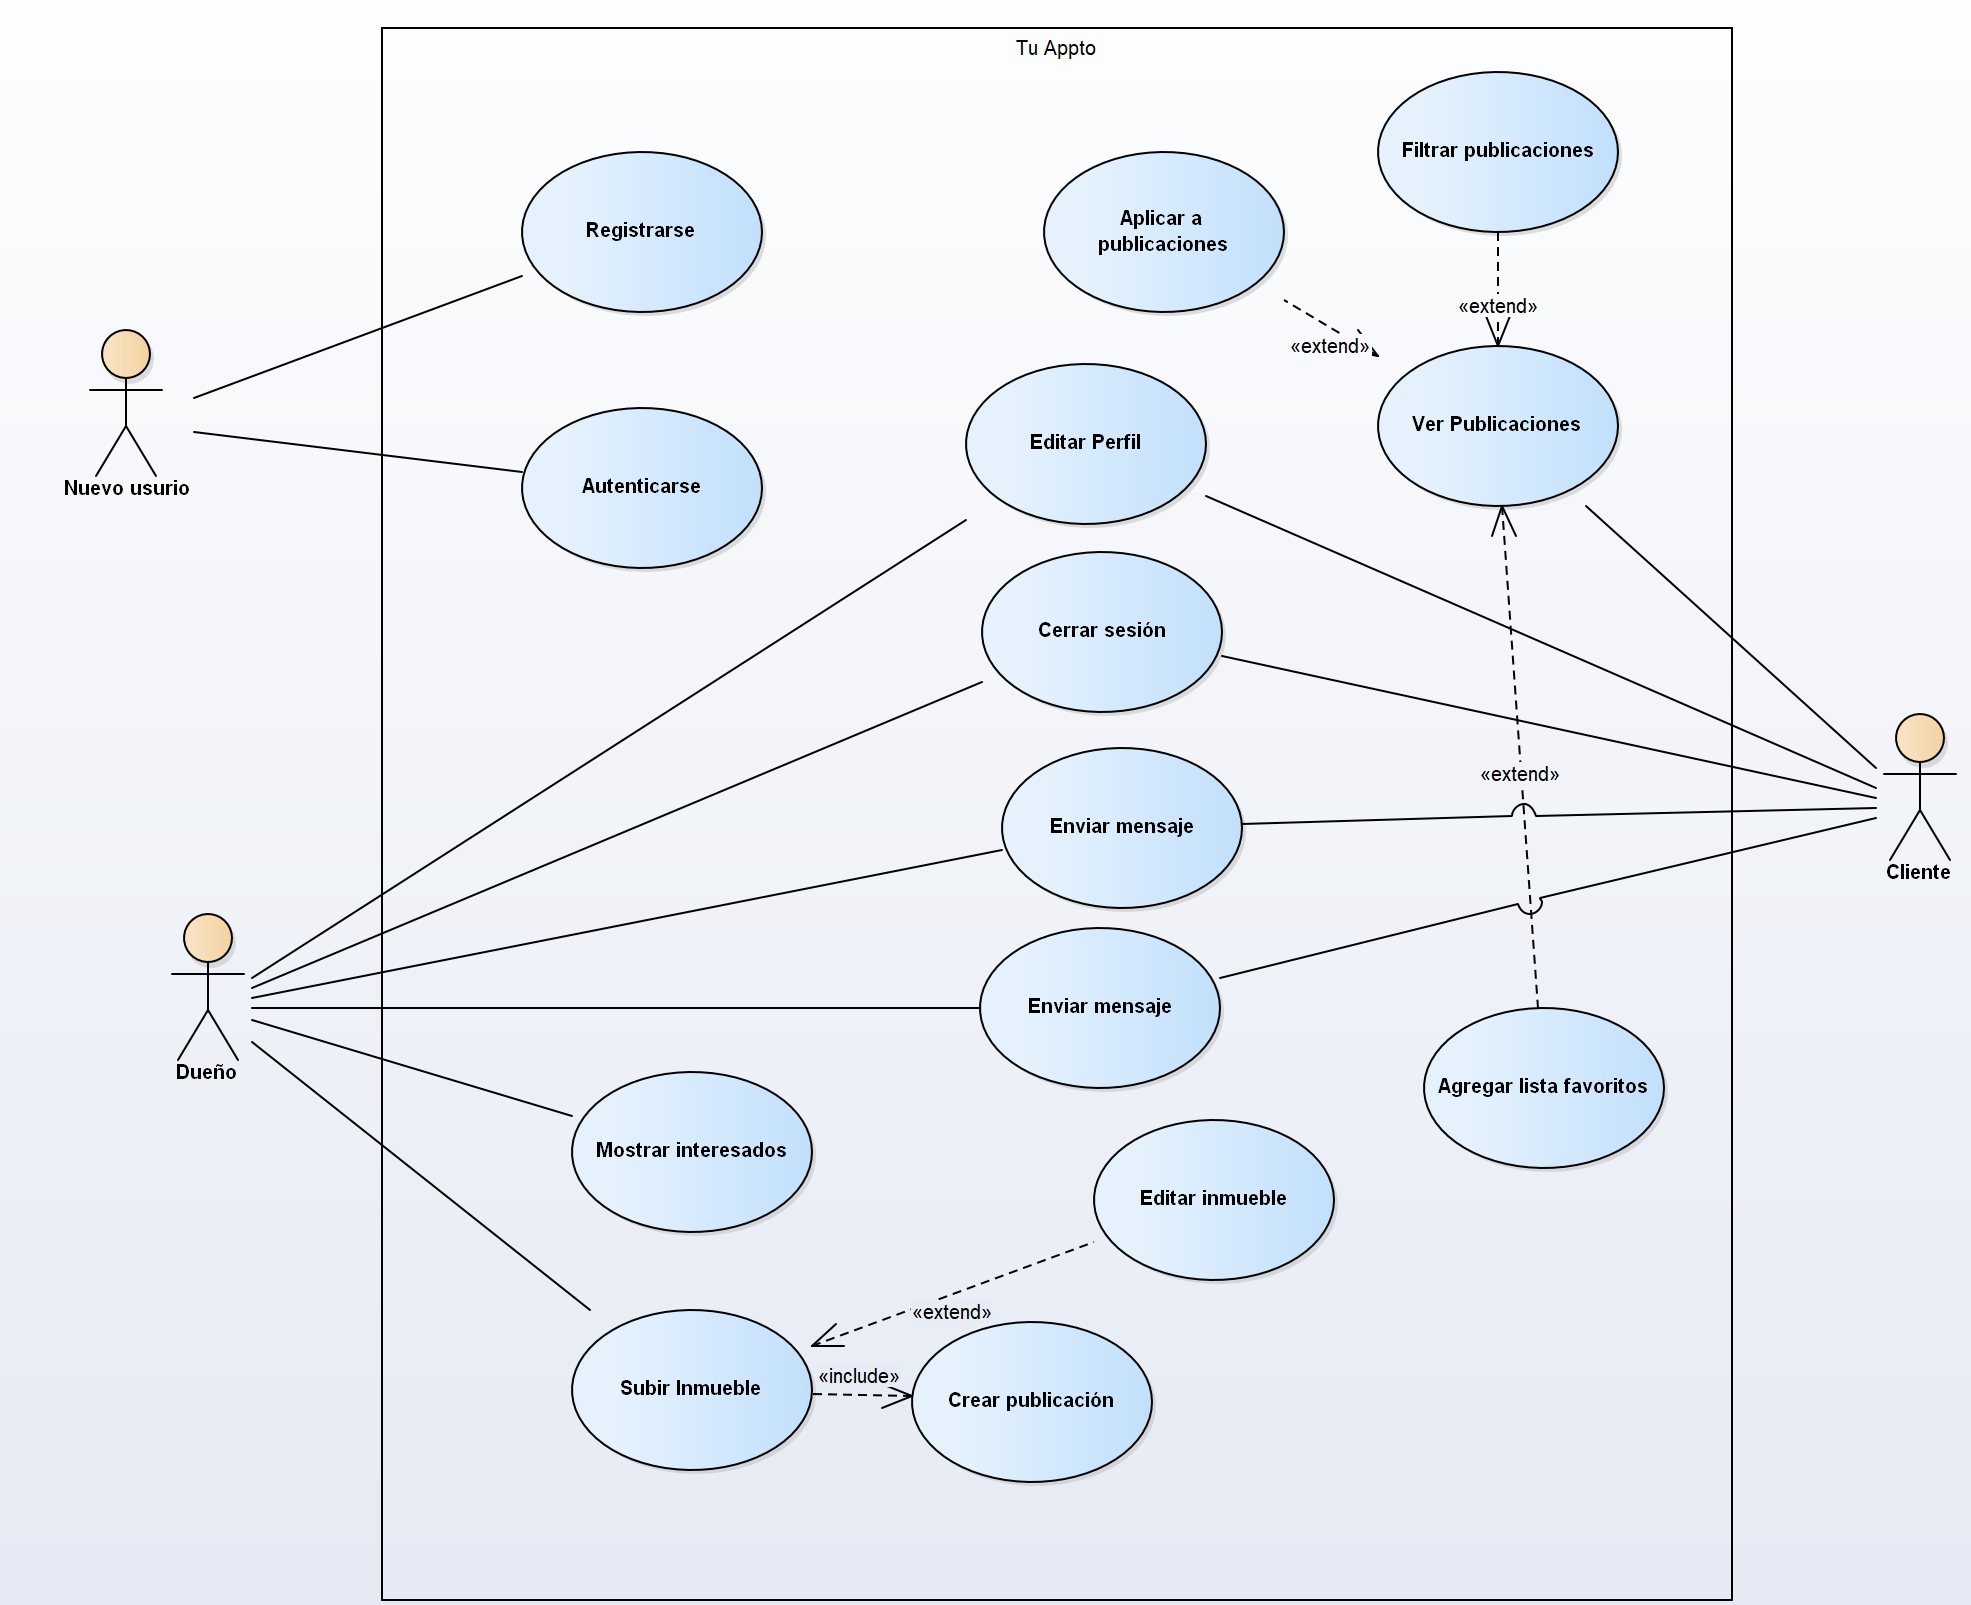 Tu Appto
Filtrar publicaciones
Aplicar a
publicaciones
Registrarse
«extend»
«extend»
Ver Publicaciones
Editar Perfil
Nuevo usurio
Autenticarse
Cerrar sesión
«extend»
Enviar mensaje
Cliente
Enviar mensaje
Dueño
Agregar lista favoritos
Mostrar interesados
Editar inmueble
«extend»
«include»
Subir Inmueble
Crear publicación